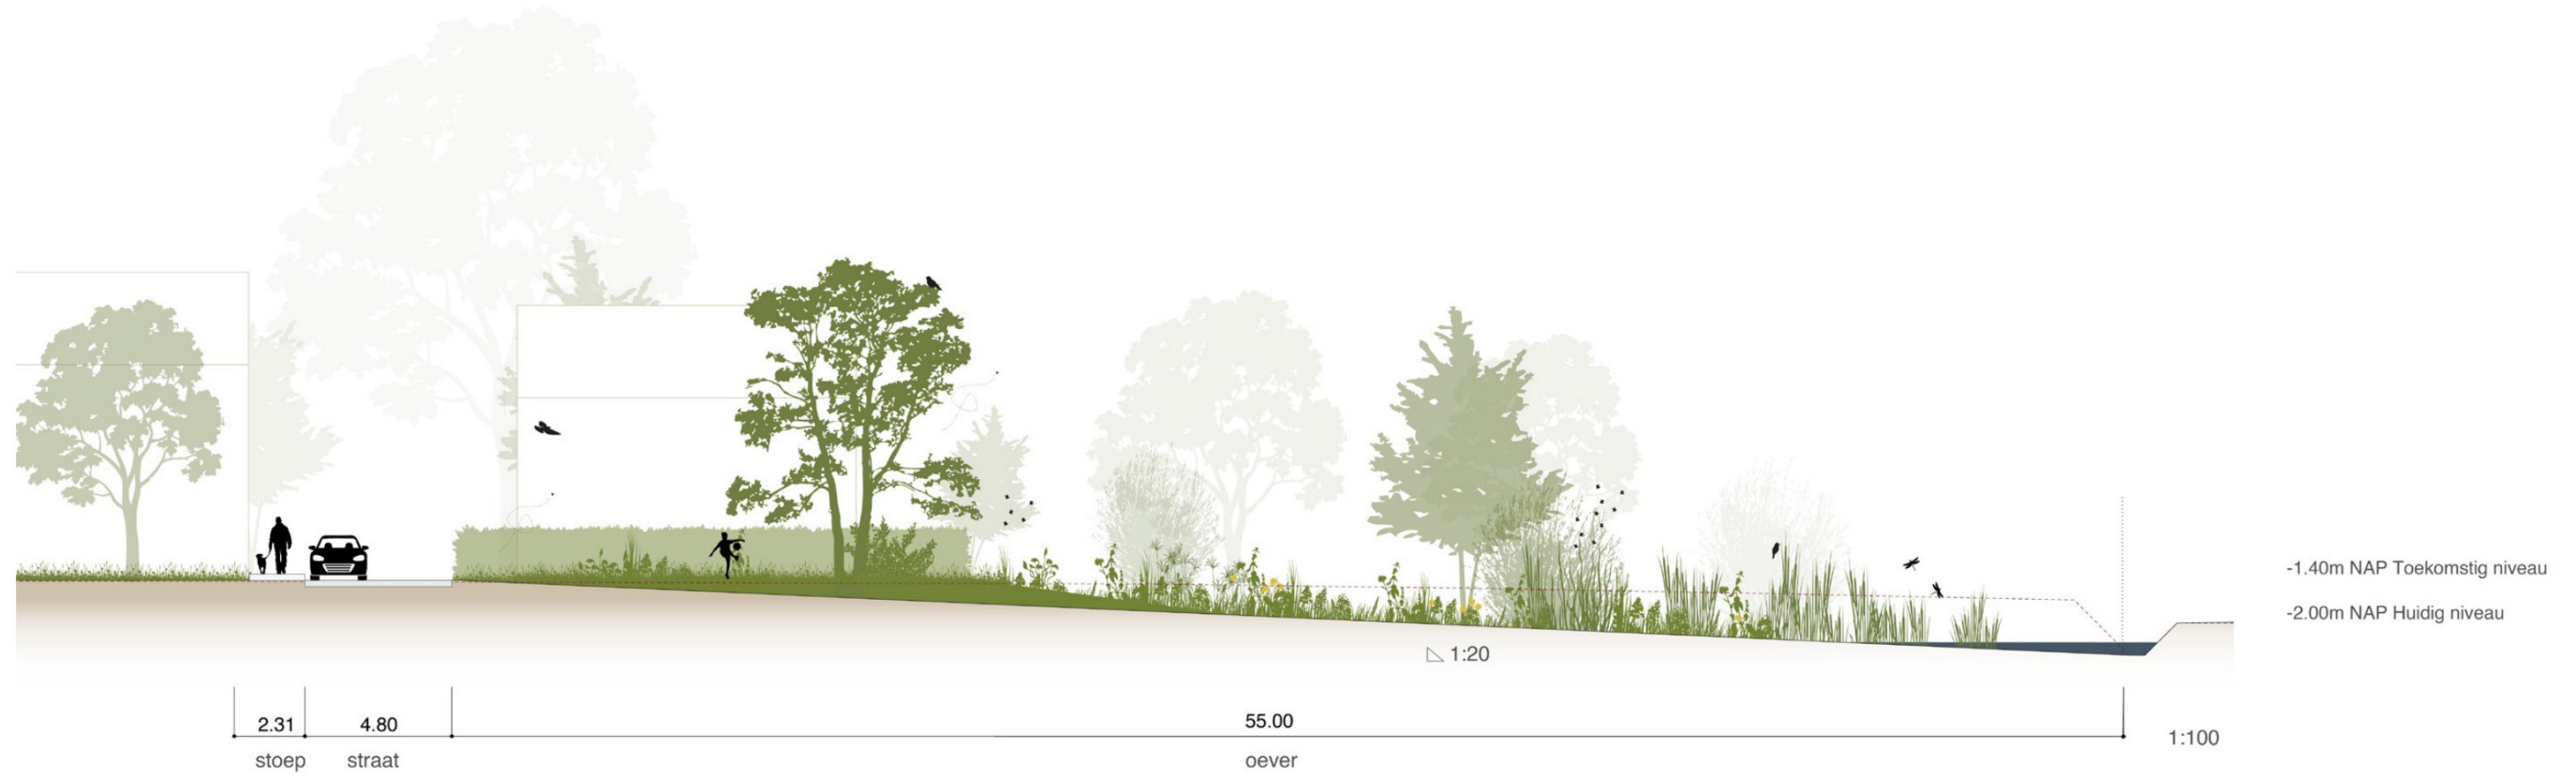 -1.40m NAP Toekomstig niveau
-2.00m NAP Huidig niveau
1:20
2.31
4.80
55.00
1:100
stoep
straat
oever